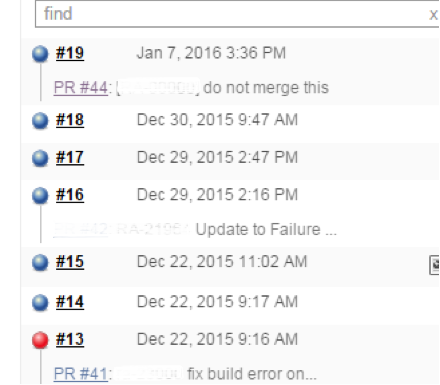 find x
#19 Jan 7, 2016 3:36 PM
PR #44: [ do not merge this
#18 Dec 30, 2015 9:47 AM
#17 Dec 29, 2015 2:47 PM
#16 Dec 29, 2015 2:16 PM
Update to Failure ...
#15 Dec 22, 2015 11:02 AM
#14 Dec 22, 2015 9:17 AM
#13 Dec 22, 2015 9:16 AM
PR #41: fix build error on...